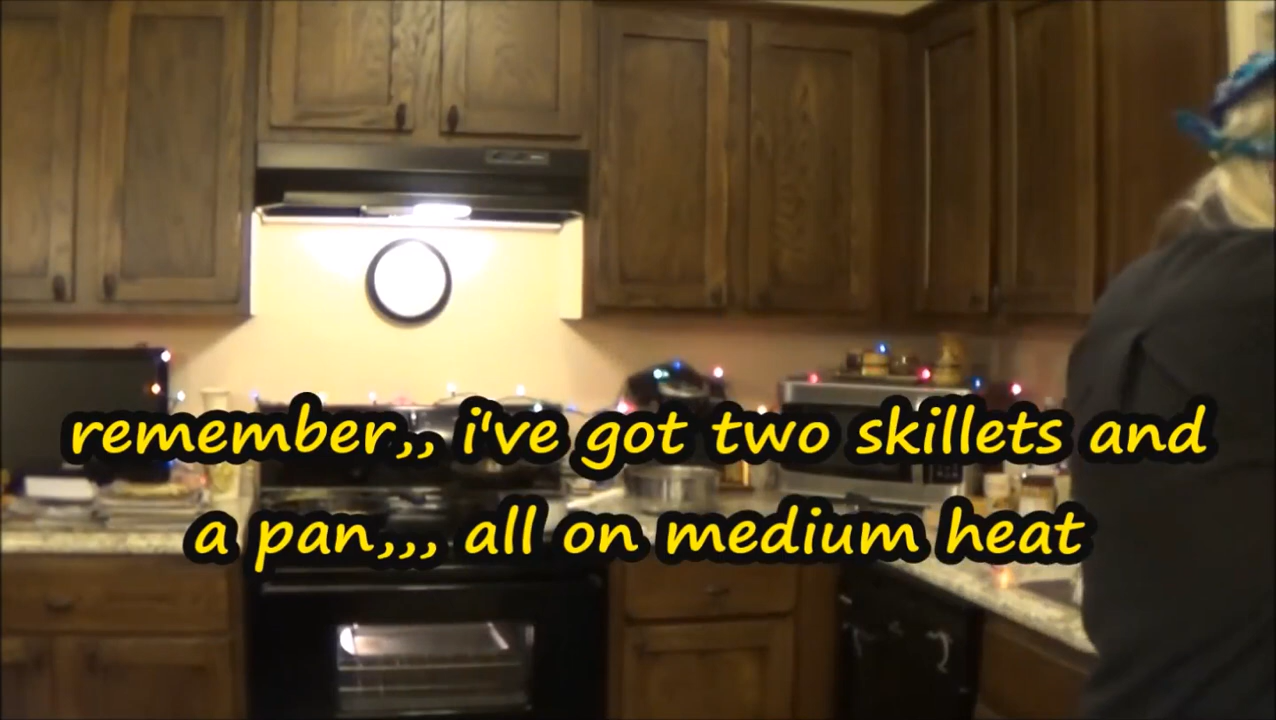 remember,, i've got two skillets and
a pan,,, all on medium heat